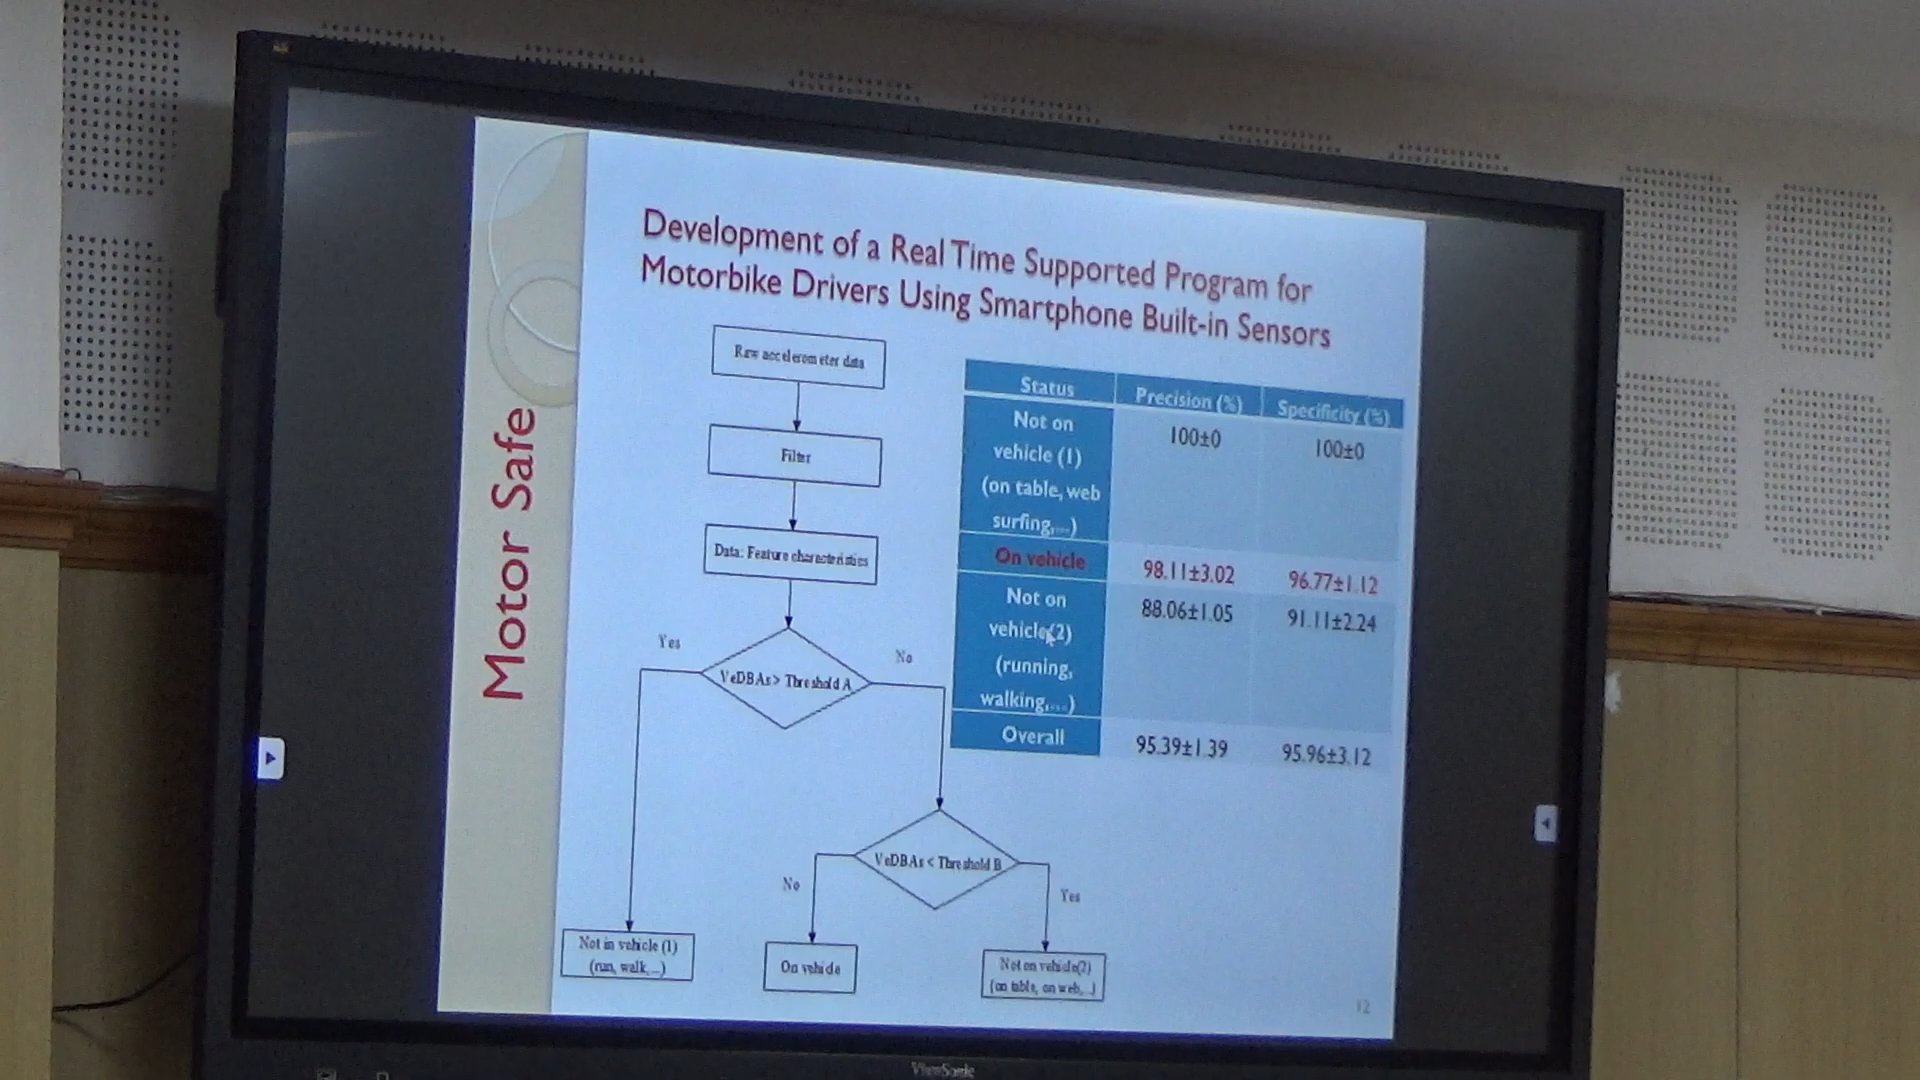 Development of a Real Time Supported Program for
Motorbike Drivers Using Smartphone Built-in Sensors
Motor Safe
Raw accelerometer data
Filter
Data: Feature characteristics
Yes
No
VeDBAs > Threshold A
VeDBAs < Threshold B
No
Yes
Not in vehicle (1)
(run, walk,...)
On vehicle
Not on vehicle(2)
(on table, on web,...)
Status
Precision (%)
Specificity (%)
Not on
vehicle (1)
(on table, web
surfing,...)
100±0
100±0
On vehicle
98.11±3.02
96.77±1.12
Not on
vehicle(2)
(running,
walking,...)
88.06±1.05
91.11±2.24
Overall
95.39±1.39
95.96±3.12
12
ViewSonic